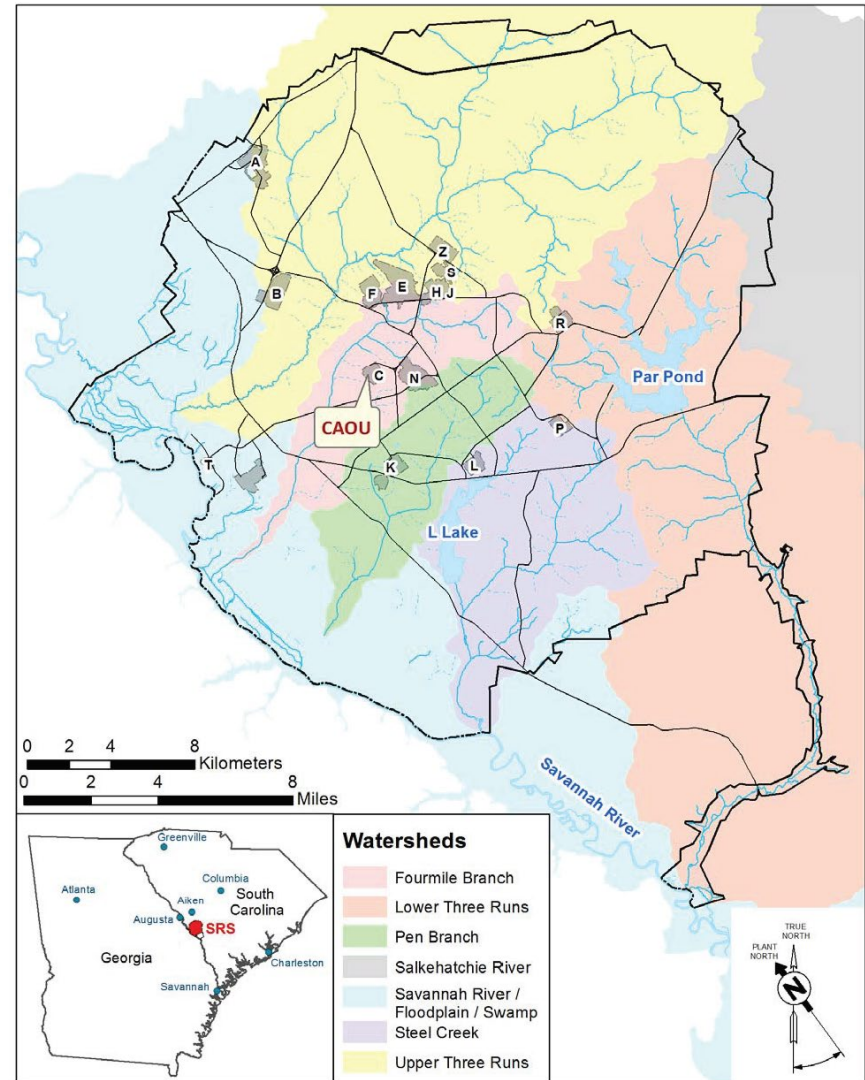 A
Z
S
B
F
E
H
J
R
C
N
Par Pond
CAOU
P
T
K
L
L Lake
0 2 4 8
Kilometers
0 2 4 8
Miles
Savannah River
Greenville
Atlanta
Columbia
South
Carolina
Aiken
Augusta
SRS
Georgia
Charleston
Savannah
Watersheds
Fourmile Branch
Lower Three Runs
Pen Branch
Salkehatchie River
Savannah River /
Floodplain / Swamp
Steel Creek
Upper Three Runs
TRUE
NORTH
PLANT
NORTH
N